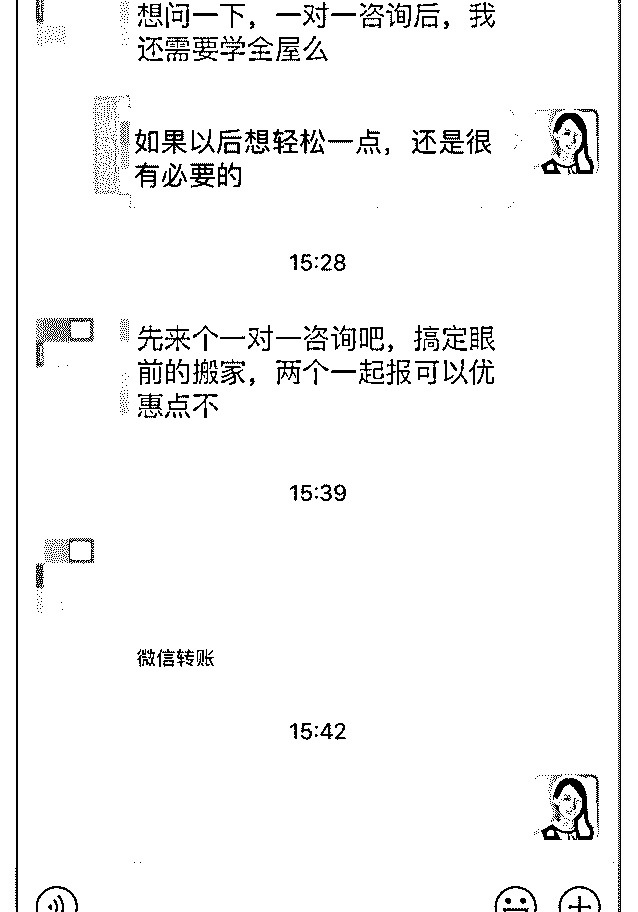 想问一下，一对一咨询后，我
还需要学全屋么
如果以后想轻松一点，还是很
有必要的
15:28
先来个一对一咨询吧，搞定眼
前的搬家，两个一起报可以优
惠点不
15:39
微信转账
15:42